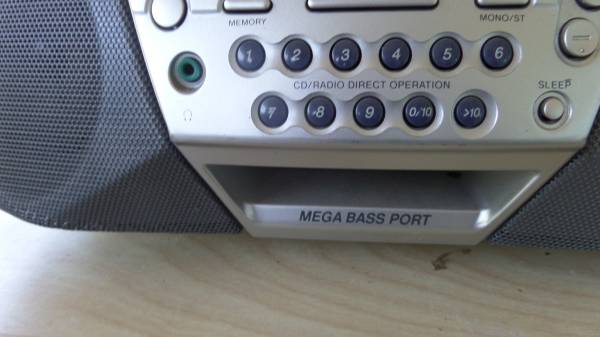 MEMORY
MONO/ST
1 2 3 4 5 6
CD/RADIO DIRECT OPERATION
SLEEP
7 8 9 0/10 >10
MEGA BASS PORT